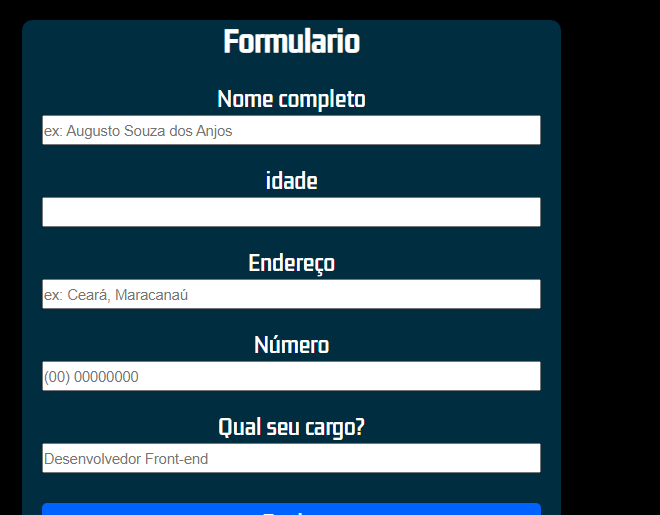 Formulario
Nome completo
ex: Augusto Souza dos Anjos
idade
Endereço
ex: Ceará, Maracanaú
Número
(00) 00000000
Qual seu cargo?
Desenvolvedor Front-end